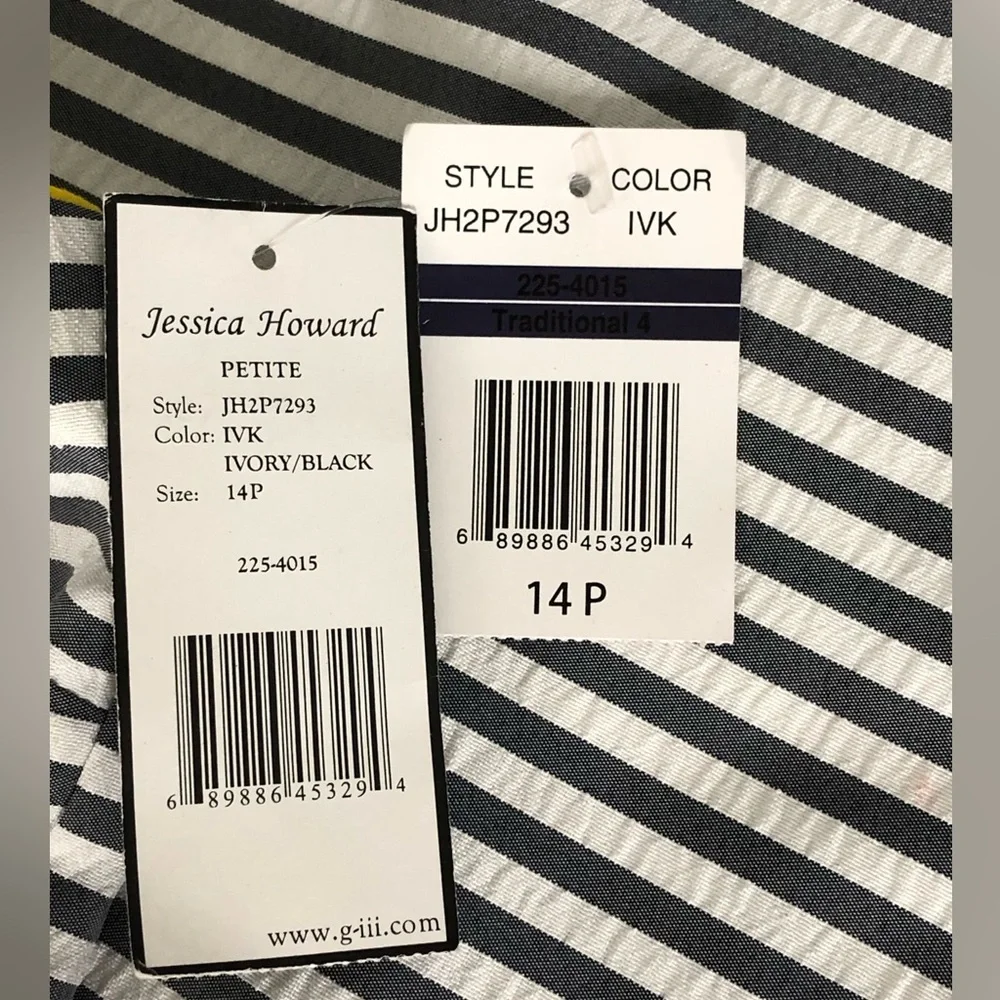 Jessica Howard
PETITE
Style: JH2P7293
Color: IVK
IVORY/BLACK
Size: 14P
225-4015
6 89886 45329 4
www.g-iii.com
STYLE COLOR
JH2P7293 IVK
225-4015
Traditional 4
6 89886 45329 4
14 P